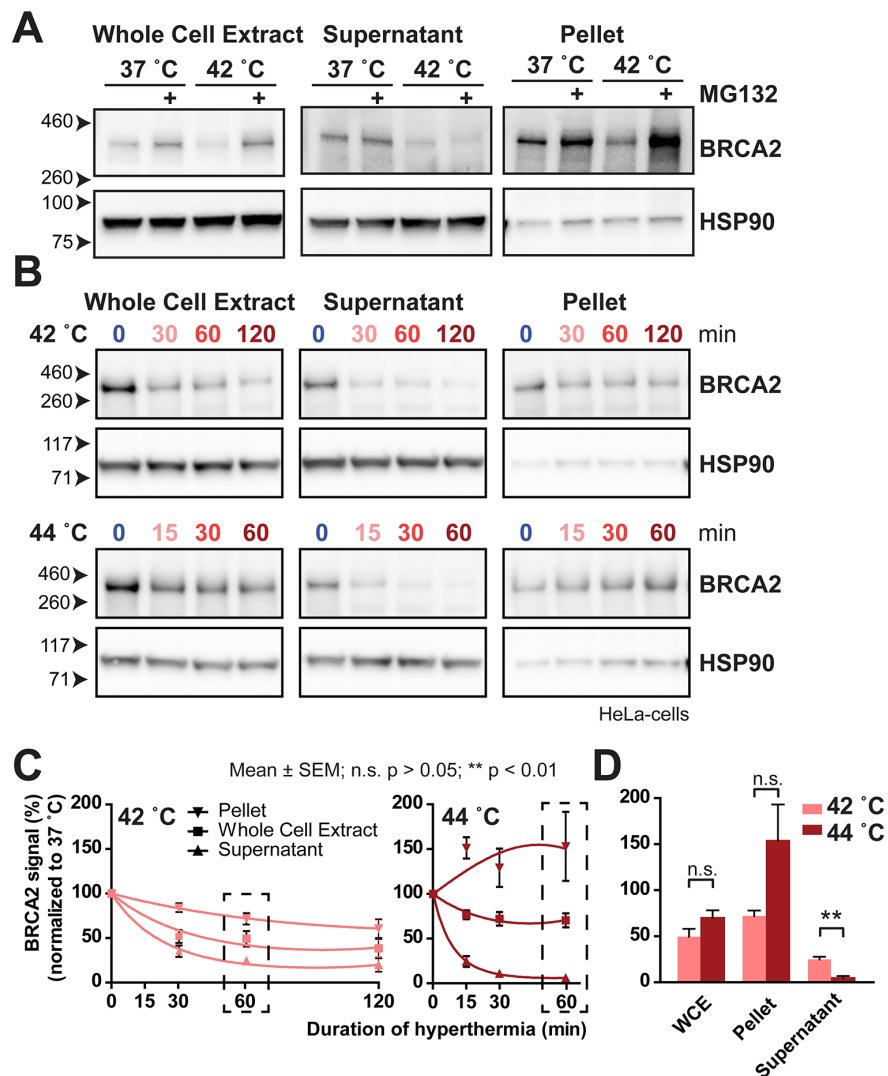 A
Whole Cell Extract Supernatant Pellet
37 ˚C 42 ˚C 37 ˚C 42 ˚C 37 ˚C 42 ˚C
+ + + + + + MG132
460
BRCA2
260
100
HSP90
75
B
Whole Cell Extract Supernatant Pellet
42 ˚C 0 30 60 120 0 30 60 120 0 30 60 120 min
460
BRCA2
260
117
HSP90
71
44 ˚C 0 15 30 60 0 15 30 60 0 15 30 60 min
460
BRCA2
260
117
HSP90
71
HeLa-cells
C
Mean ± SEM; n.s. p > 0.05; ** p < 0.01
BRCA2 signal (%)
(normalized to 37 ˚C)
200
150
100
50
0
42 ˚C
Pellet
Whole Cell Extract
Supernatant
0 15 30 60 120
200
150
100
50
0
44 ˚C
0 15 30 60
Duration of hyperthermia (min)
D
200
150
100
50
0
n.s.
n.s.
**
42 ˚C
44 ˚C
WCE
Pellet
Supernatant